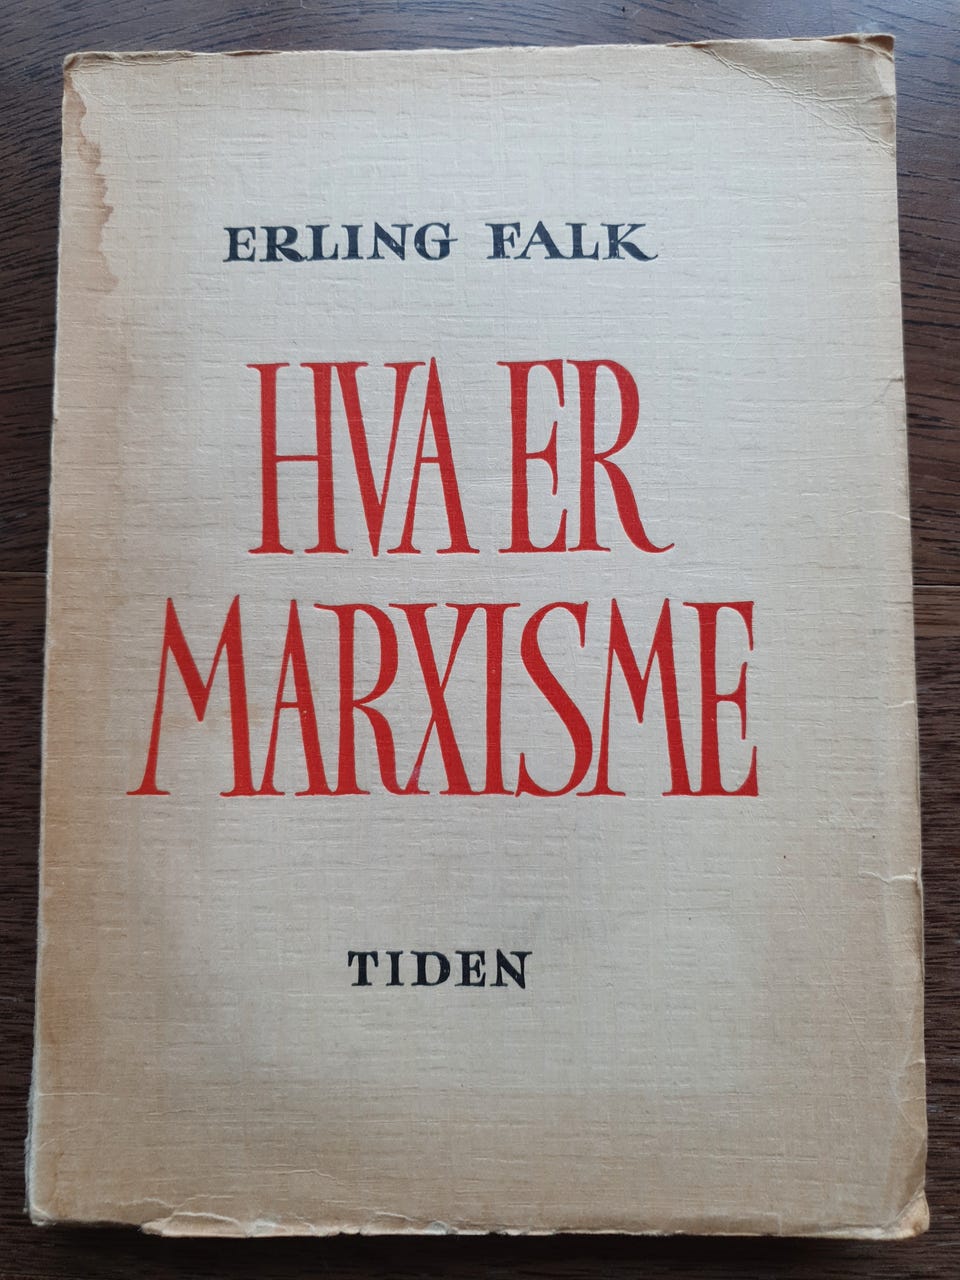 ERLING FALK
HVA ER
MARXISME
TIDEN